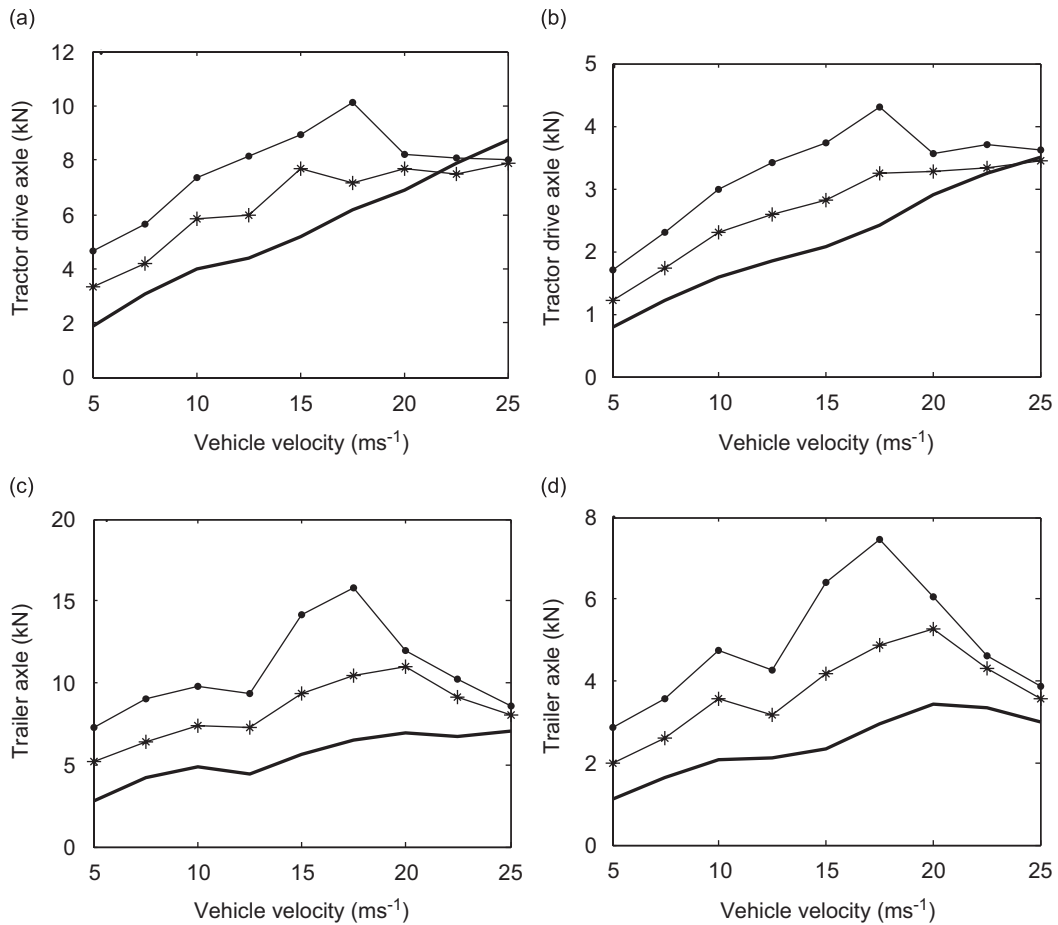 (a)
12
10
8
6
4
2
0
Tractor drive axle (kN)
5 10 15 20 25
Vehicle velocity (ms-1)
(b)
5
4
3
2
1
0
Tractor drive axle (kN)
5 10 15 20 25
Vehicle velocity (ms-1)
(c)
20
15
10
5
0
Trailer axle (kN)
5 10 15 20 25
Vehicle velocity (ms-1)
(d)
8
6
4
2
0
Trailer axle (kN)
5 10 15 20 25
Vehicle velocity (ms-1)